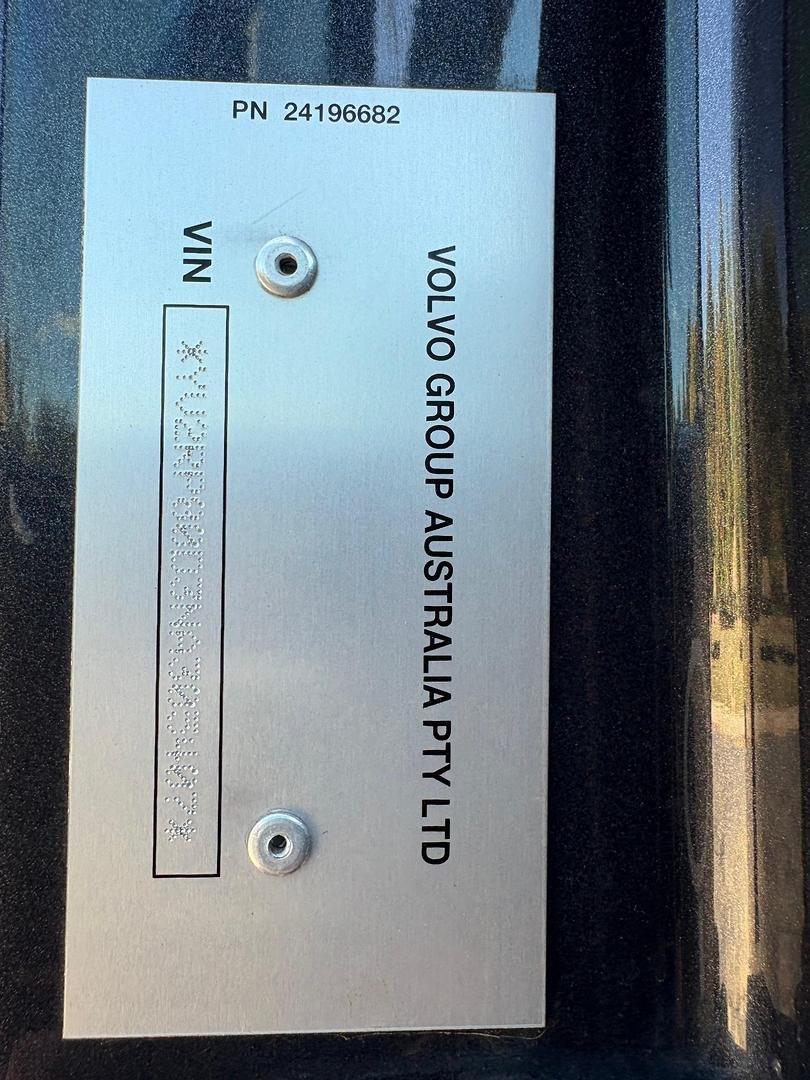 PN 24196682
VOLVO GROUP AUSTRALIA PTY LTD
VIN